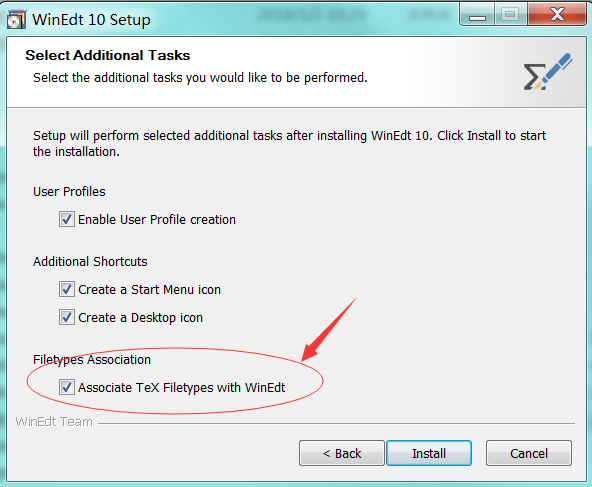 WinEdt 10 Setup
Select Additional Tasks
Select the additional tasks you would like to be performed.
Setup will perform selected additional tasks after installing WinEdt 10. Click Install to start
the installation.
User Profiles
Enable User Profile creation
Additional Shortcuts
Create a Start Menu icon
Create a Desktop icon
Filetypes Association
Associate TeX Filetypes with WinEdt
WinEdt Team
< Back
Install
Cancel